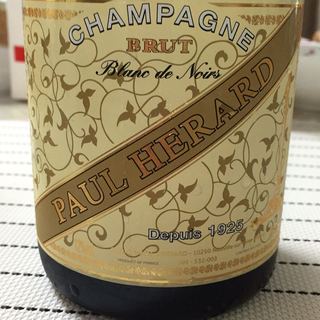 CHAMPAGNE
BRUT
Blanc de Noirs
PAUL HERARD
Depuis 1925